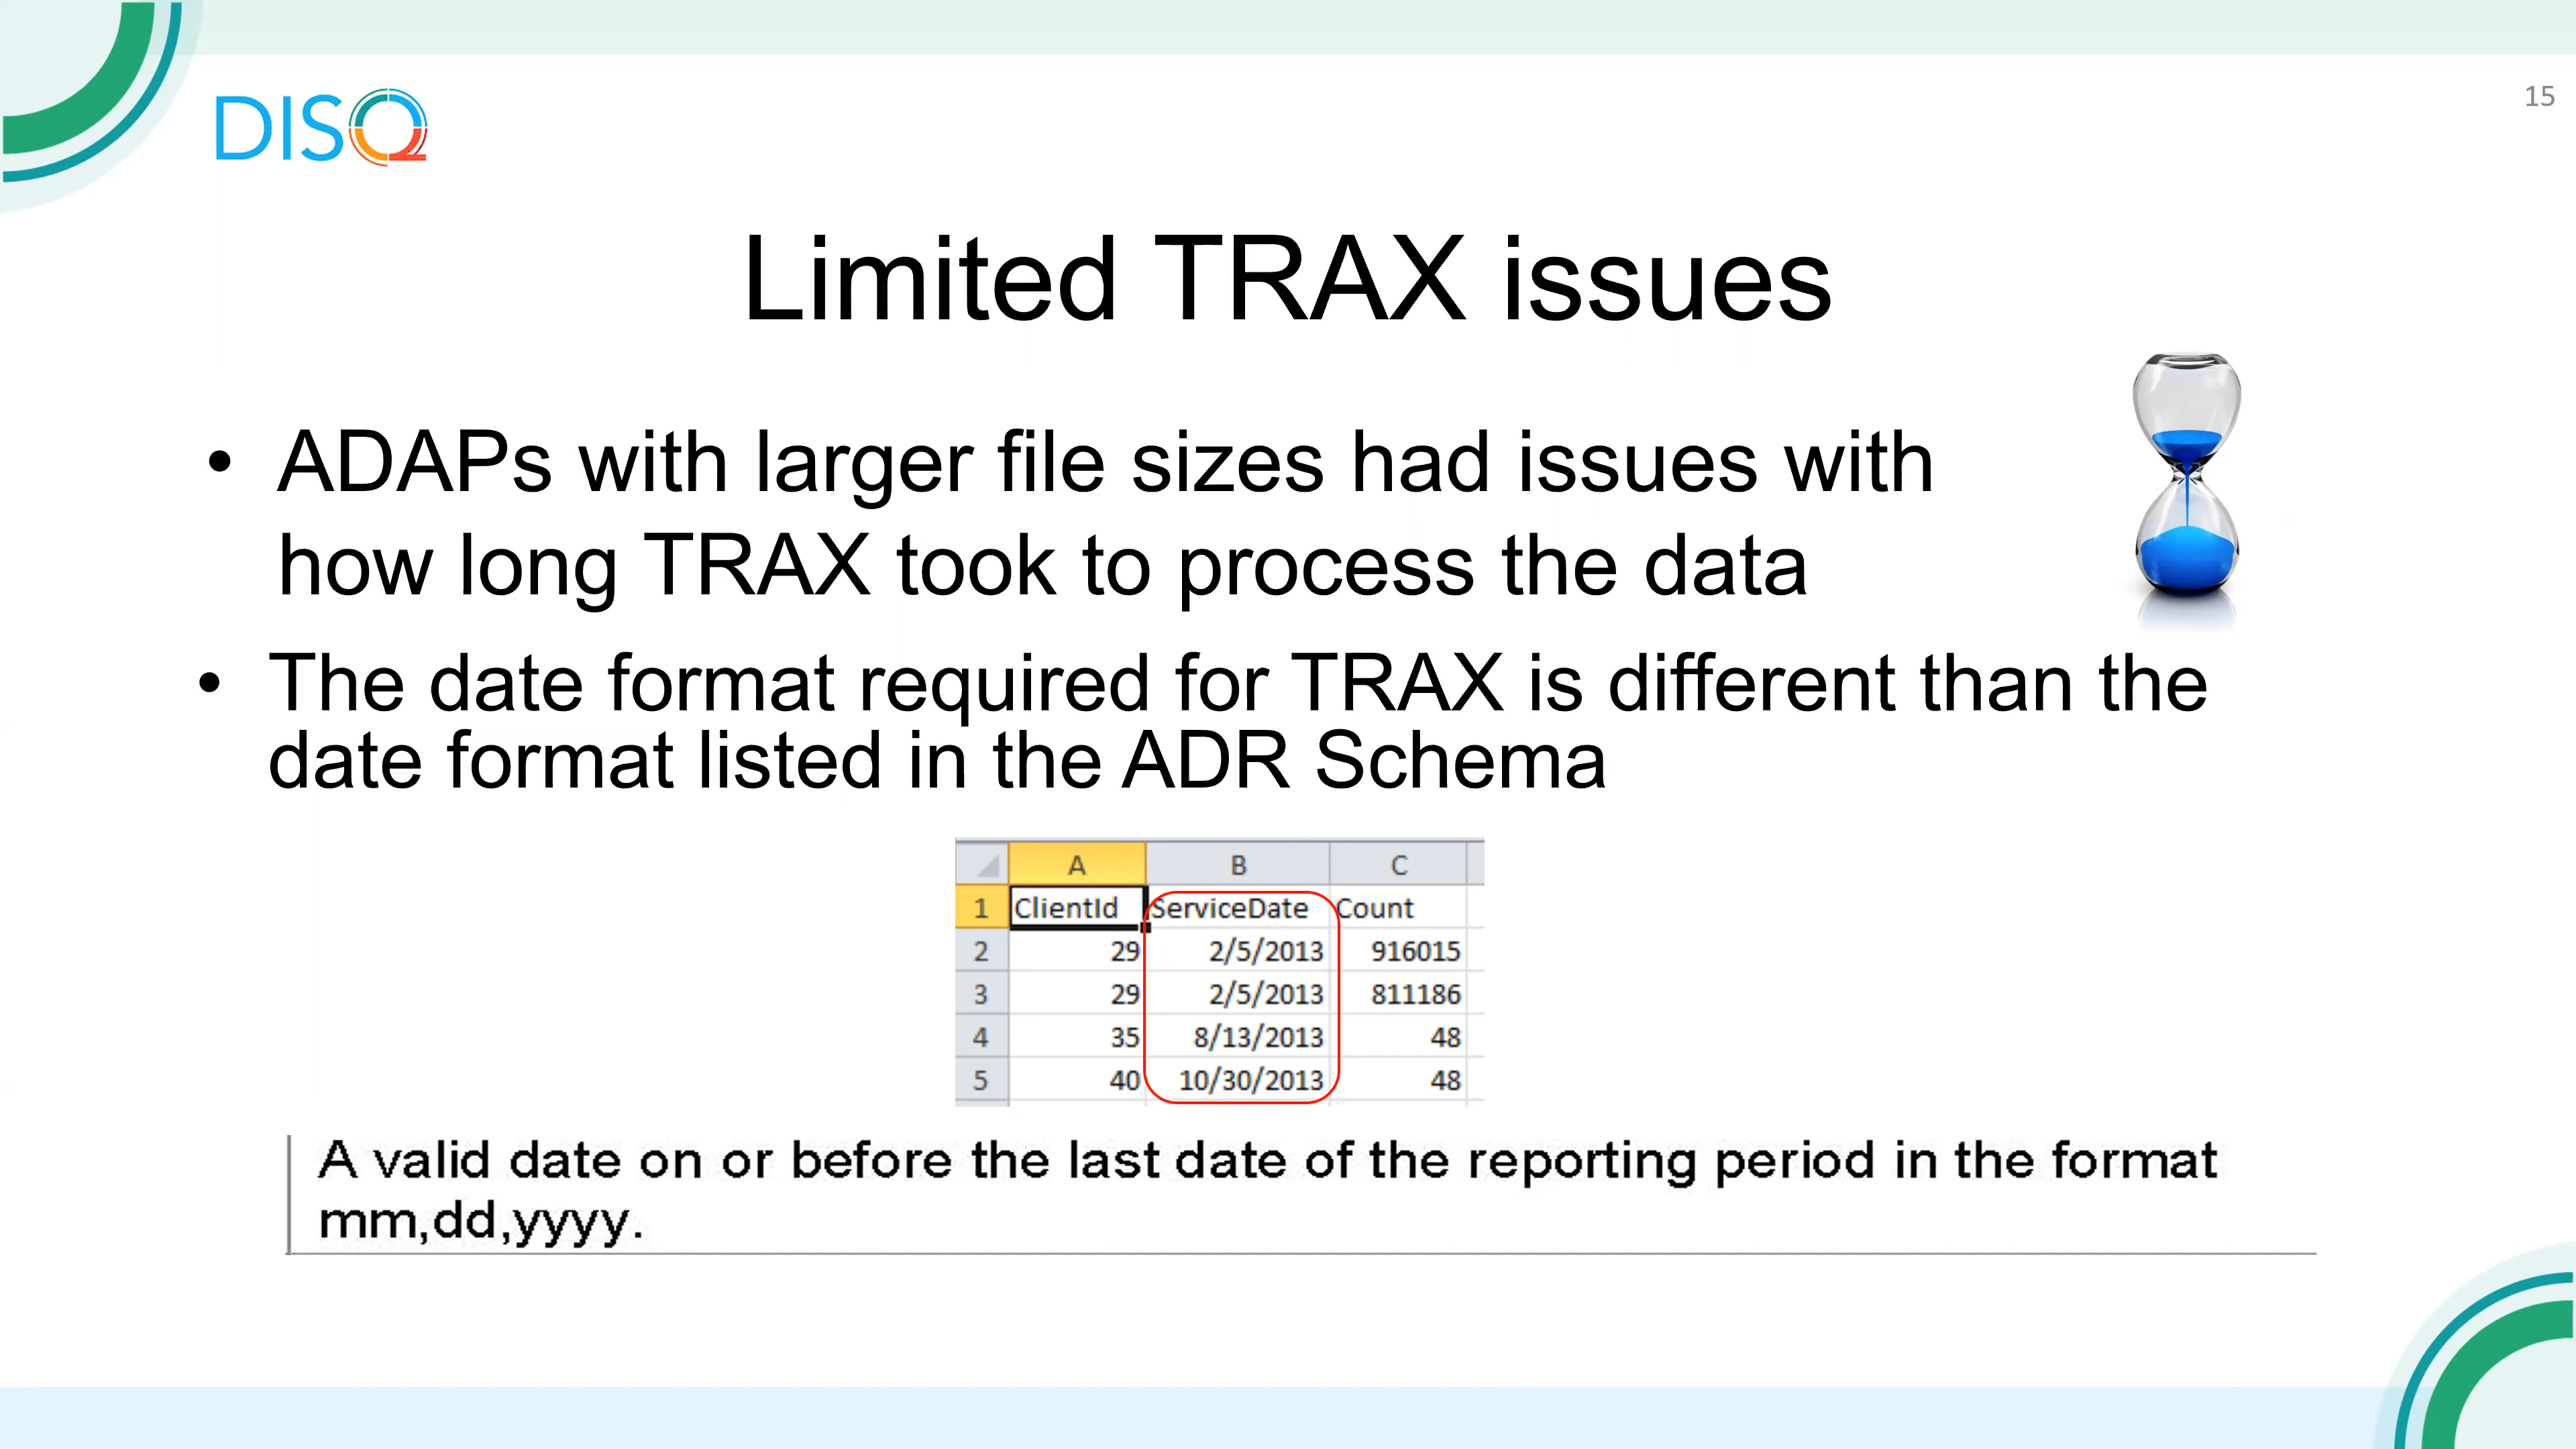 15
DISQ
Limited TRAX issues
• ADAPs with larger file sizes had issues with
how long TRAX took to process the data
• The date format required for TRAX is different than the
date format listed in the ADR Schema
A B C
1 ClientId ServiceDate Count
2 29 2/5/2013 916015
3 29 2/5/2013 811186
4 35 8/13/2013 48
5 40 10/30/2013 48
A valid date on or before the last date of the reporting period in the format
mm,dd,yyyy.